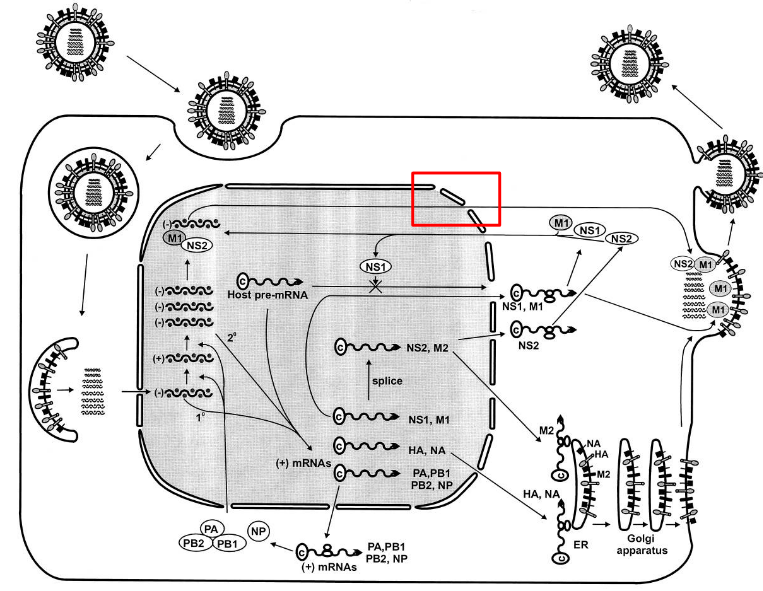 (-)
M1
NS2
(-)
(-)
(-)
(+)
(-)
2°
1°
Host pre-mRNA
NS1
M1
NS1
NS2
C
NS1, M1
C
NS2
NS2
M1
M1
M1
C
C
NS2, M2
splice
C
NS1, M1
C
HA, NA
(+) mRNAs
C
PA,PB1
PB2, NP
PA
PB2
PB1
NP
C
(+) mRNAs
PA,PB1
PB2, NP
M2
C
NA
HA
M2
HA, NA
C
ER
Golgi
apparatus